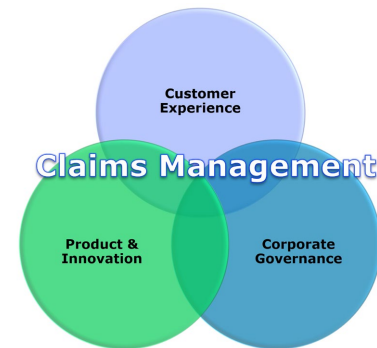 Customer
Experience
Claims Management
Product &
Innovation
Corporate
Governance